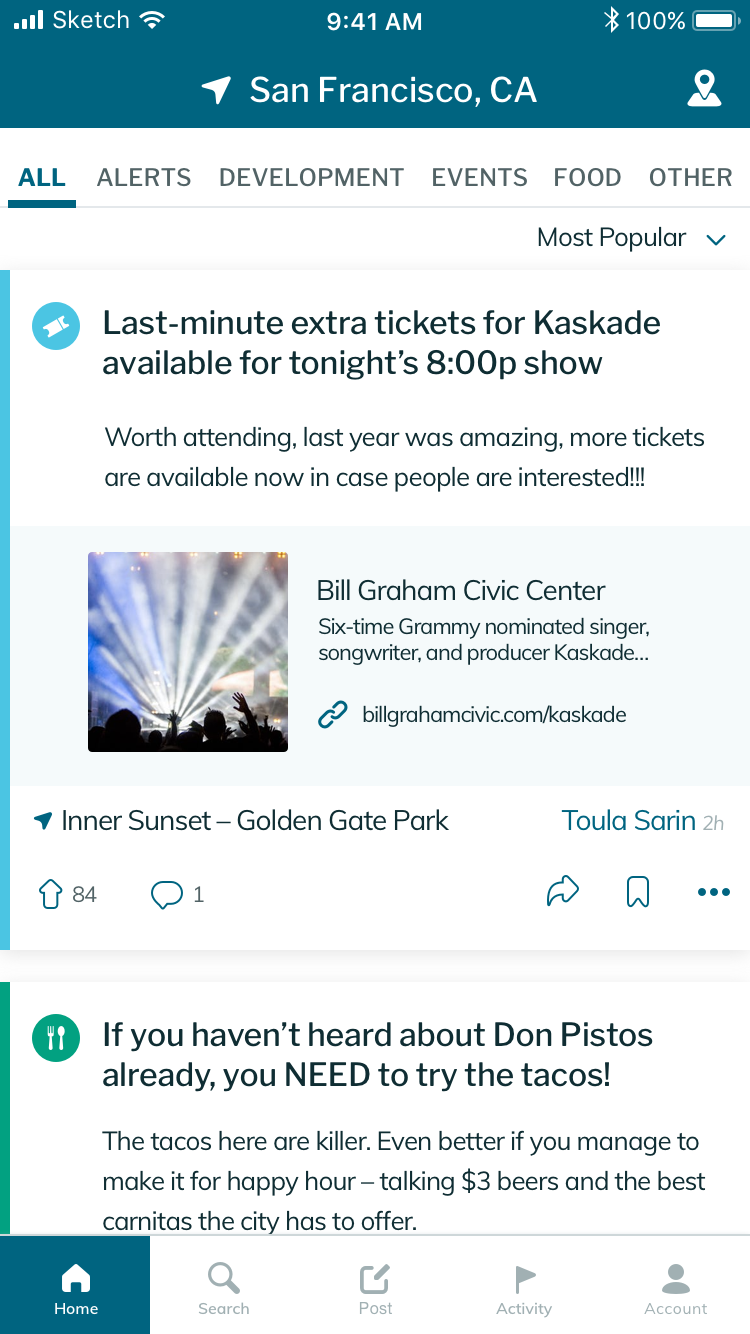 Sketch 9:41 AM 100%
San Francisco, CA
ALL ALERTS DEVELOPMENT EVENTS FOOD OTHER
Most Popular
Last-minute extra tickets for Kaskade
available for tonight’s 8:00p show
Worth attending, last year was amazing, more tickets
are available now in case people are interested!!!
Bill Graham Civic Center
Six-time Grammy nominated singer,
songwriter, and producer Kaskade...
billgrahamcivic.com/kaskade
Inner Sunset – Golden Gate Park Toula Sarin 2h
84 1
If you haven’t heard about Don Pistos
already, you NEED to try the tacos!
The tacos here are killer. Even better if you manage to
make it for happy hour – talking $3 beers and the best
carnitas the city has to offer.
Home Search Post Activity Account